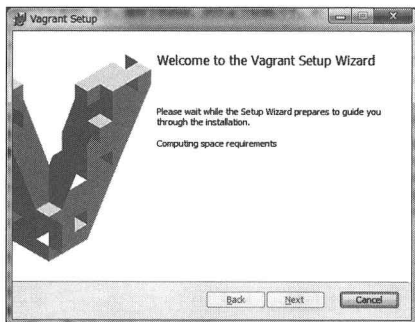 Vagrant Setup
Welcome to the Vagrant Setup Wizard
Please wait while the Setup Wizard prepares to guide you
through the installation.
Computing space requirements
Back
Next
Cancel